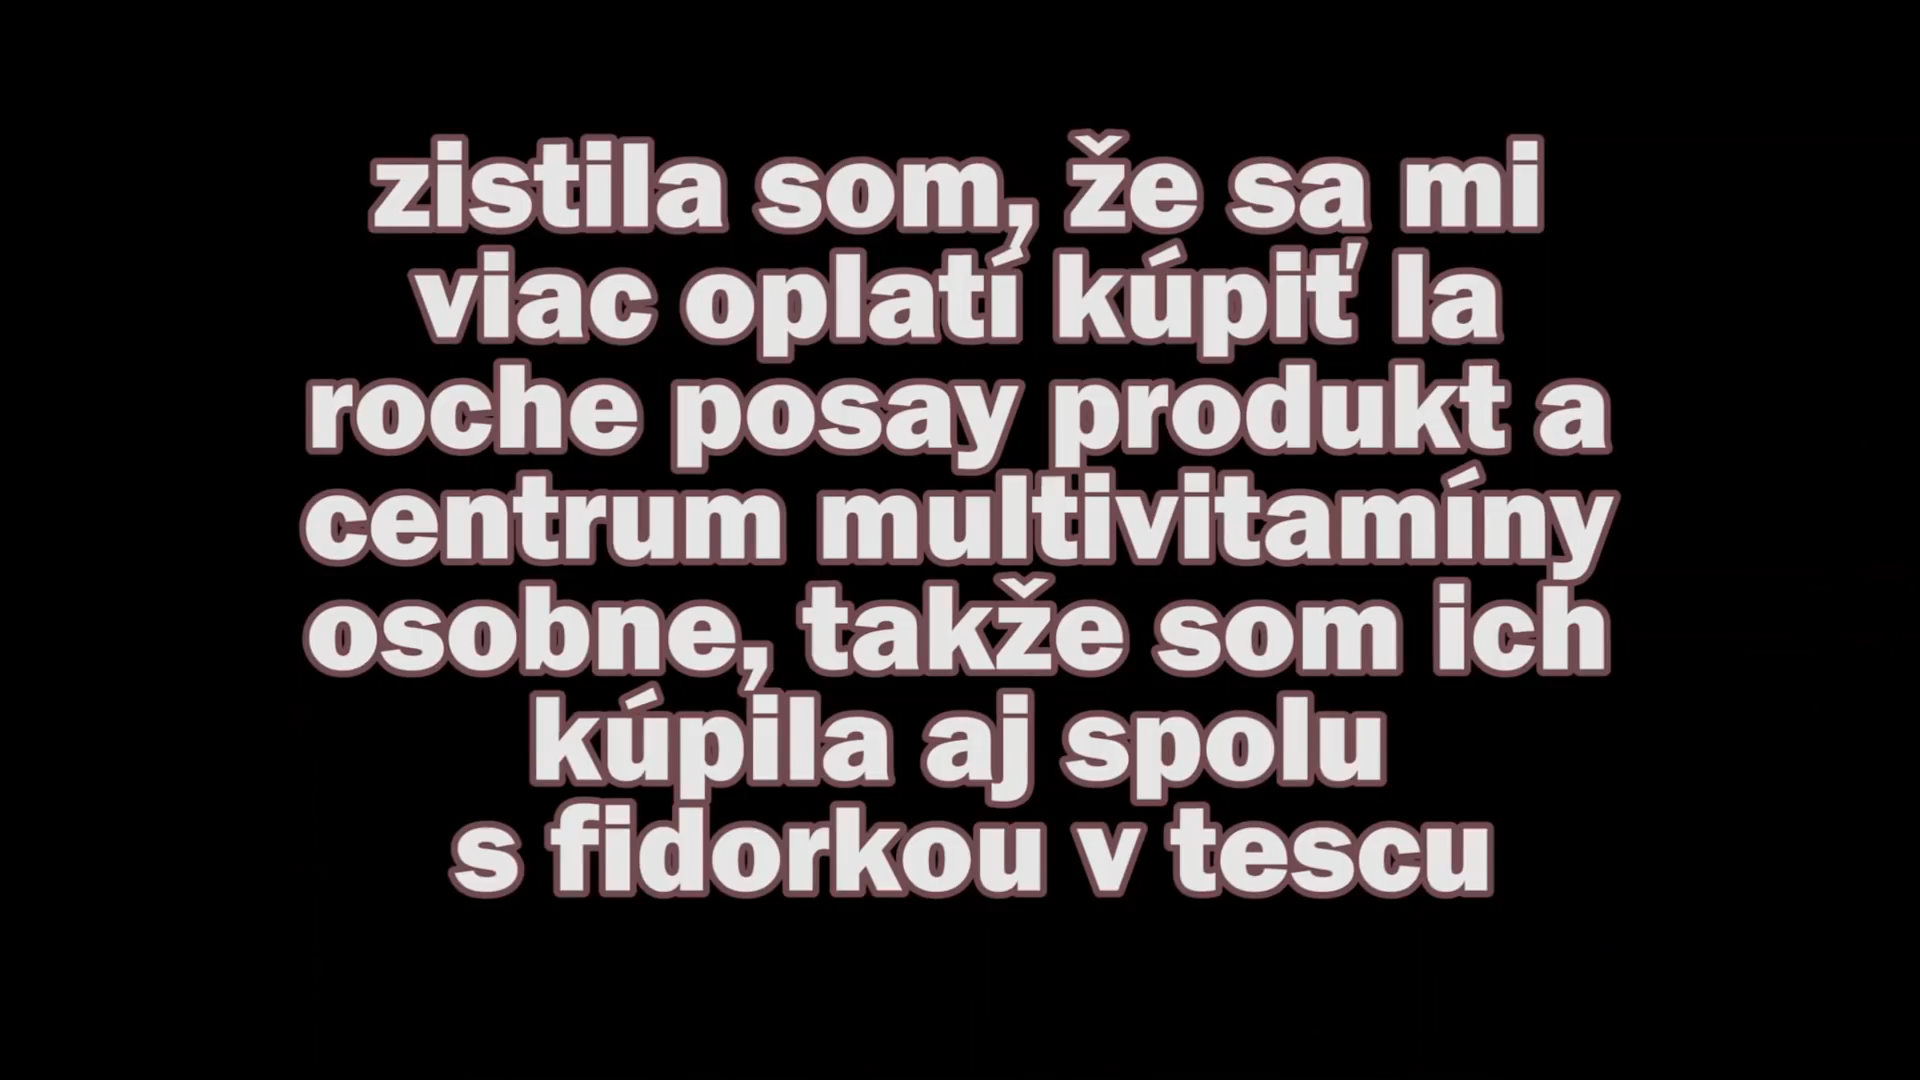 zistila som, že sa mi
viac oplatí kúpiť la
roche posay produkt a
centrum multivitamíny
osobne, takže som ich
kúpila aj spolu
s fidorkou v tescu